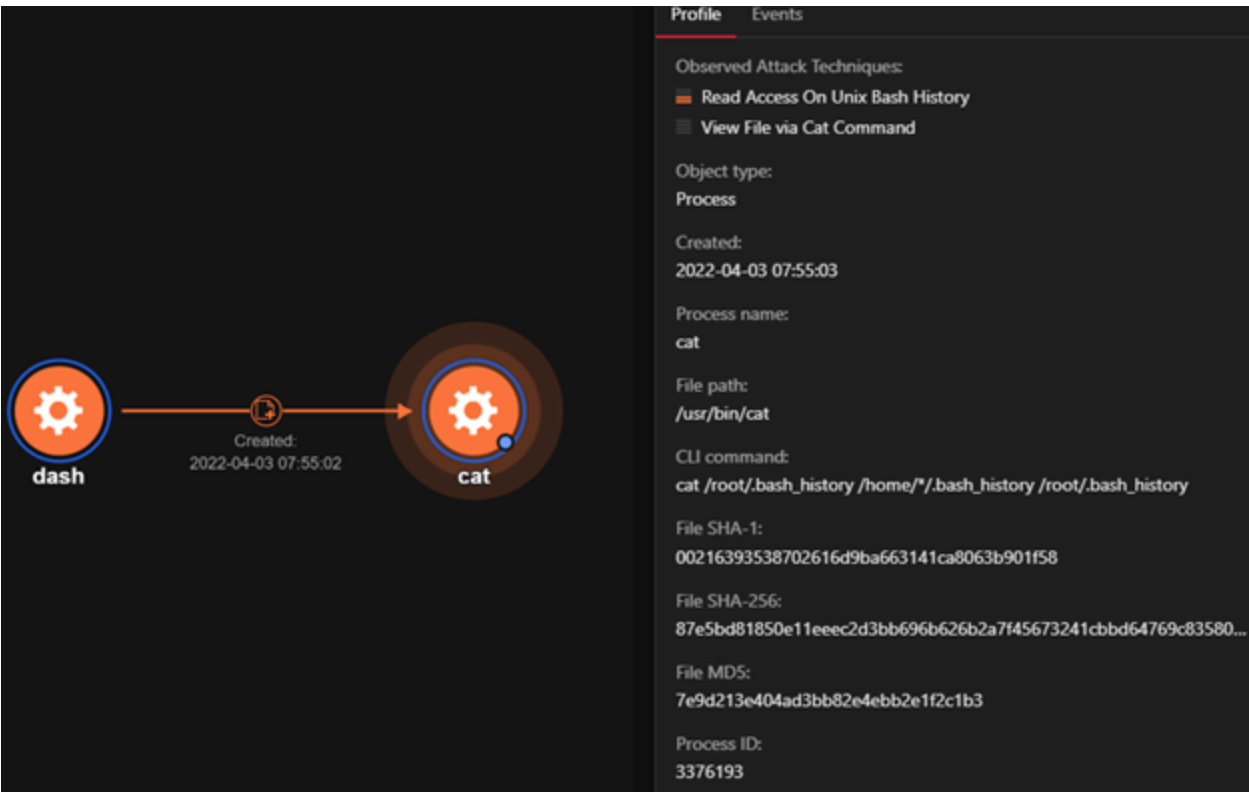 Profile Events
Observed Attack Techniques:
Read Access On Unix Bash History
View File via Cat Command
Object type:
Process
Created:
2022-04-03 07:55:03
Process name:
cat
File path:
/usr/bin/cat
CLI command:
cat /root/.bash_history /home/*/.bash_history /root/.bash_history
File SHA-1:
00216393538702616d9ba663141ca8063b901f58
File SHA-256:
87e5bd81850e11eeec2d3bb696b626b2a7f45673241cbbd64769c83580...
File MD5:
7e9d213e404ad3bb82e4ebb2e1f2c1b3
Process ID:
3376193
dash
Created:
2022-04-03 07:55:02
cat